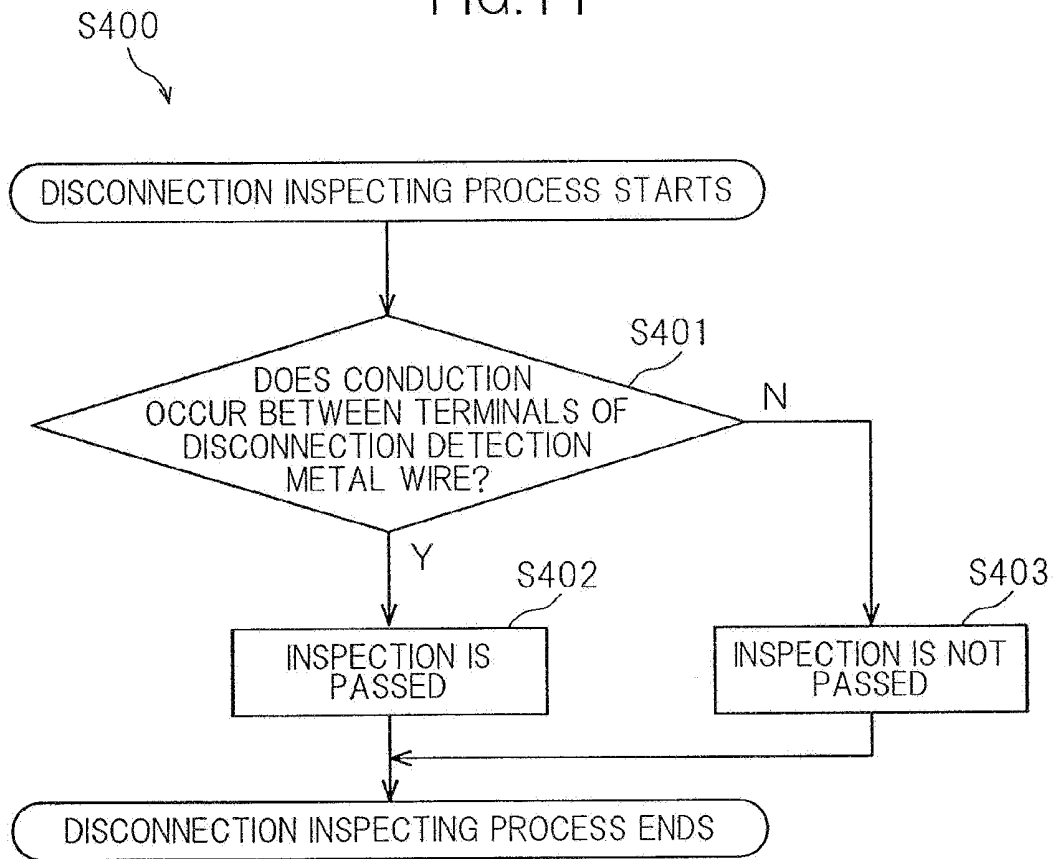 S400
DISCONNECTION INSPECTING PROCESS STARTS
S401
DOES CONDUCTION
OCCUR BETWEEN TERMINALS OF
DISCONNECTION DETECTION
METAL WIRE?
N
Y
S402
INSPECTION IS
PASSED
S403
INSPECTION IS NOT
PASSED
DISCONNECTION INSPECTING PROCESS ENDS